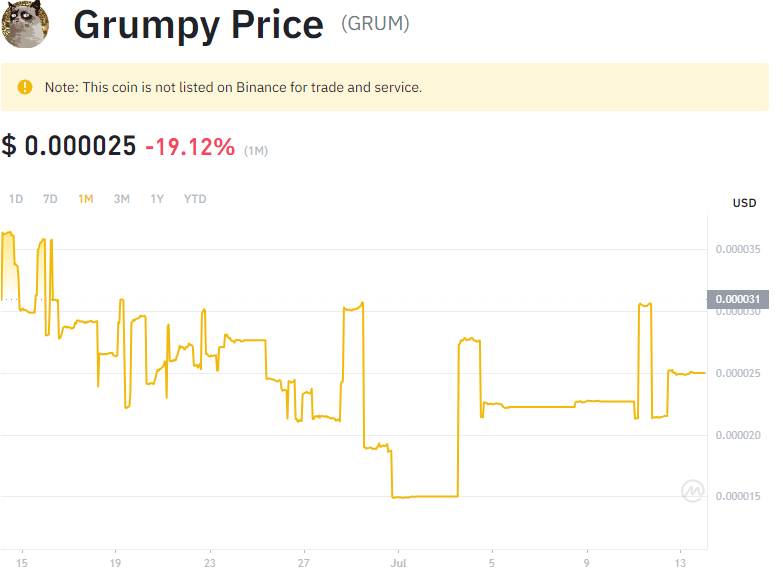 Grumpy Price (GRUM)
Note: This coin is not listed on Binance for trade and service.
$ 0.000025 -19.12% (1M)
1D 7D 1M 3M 1Y YTD
USD
0.000035
0.000031
0.000030
0.000025
0.000020
0.000015
15 19 23 27 Jul 5 9 13